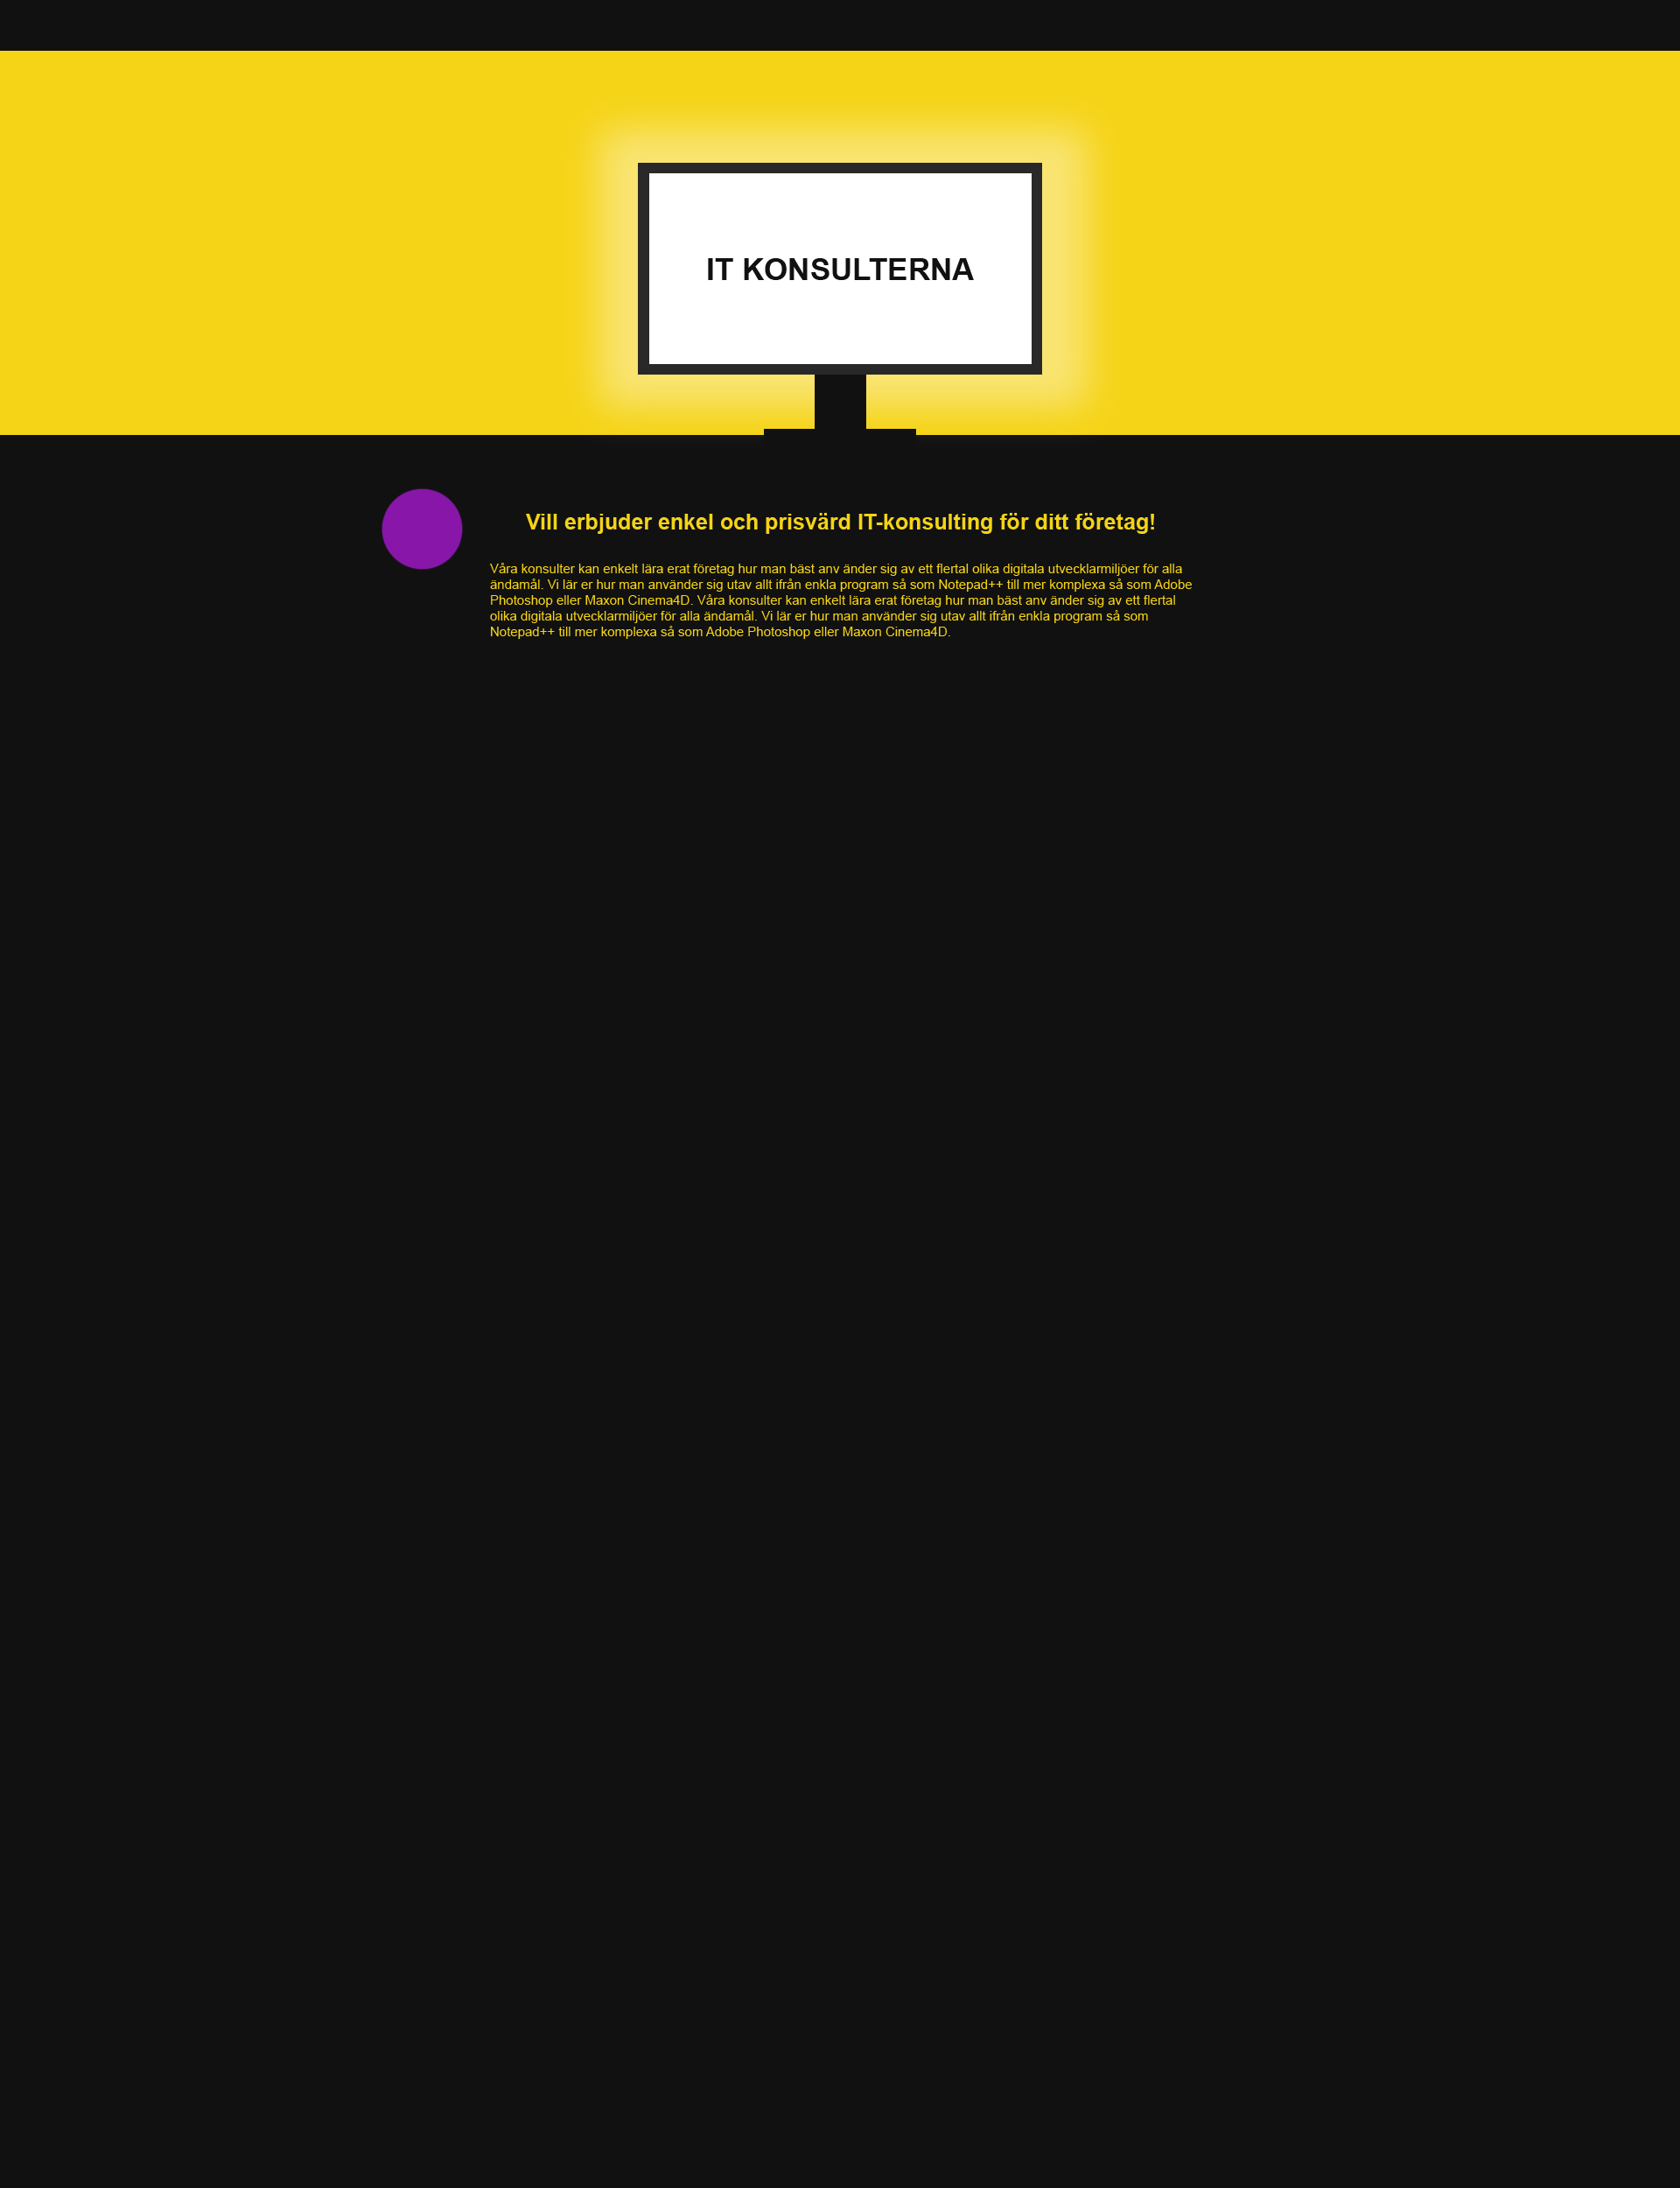 IT KONSULTERNA
Vill erbjuder enkel och prisvärd IT-konsulting för ditt företag!
Våra konsulter kan enkelt lära erat företag hur man bäst anv änder sig av ett flertal olika digitala utvecklarmiljöer för alla
ändamål. Vi lär er hur man använder sig utav allt ifrån enkla program så som Notepad++ till mer komplexa så som Adobe
Photoshop eller Maxon Cinema4D. Våra konsulter kan enkelt lära erat företag hur man bäst anv änder sig av ett flertal
olika digitala utvecklarmiljöer för alla ändamål. Vi lär er hur man använder sig utav allt ifrån enkla program så som
Notepad++ till mer komplexa så som Adobe Photoshop eller Maxon Cinema4D.